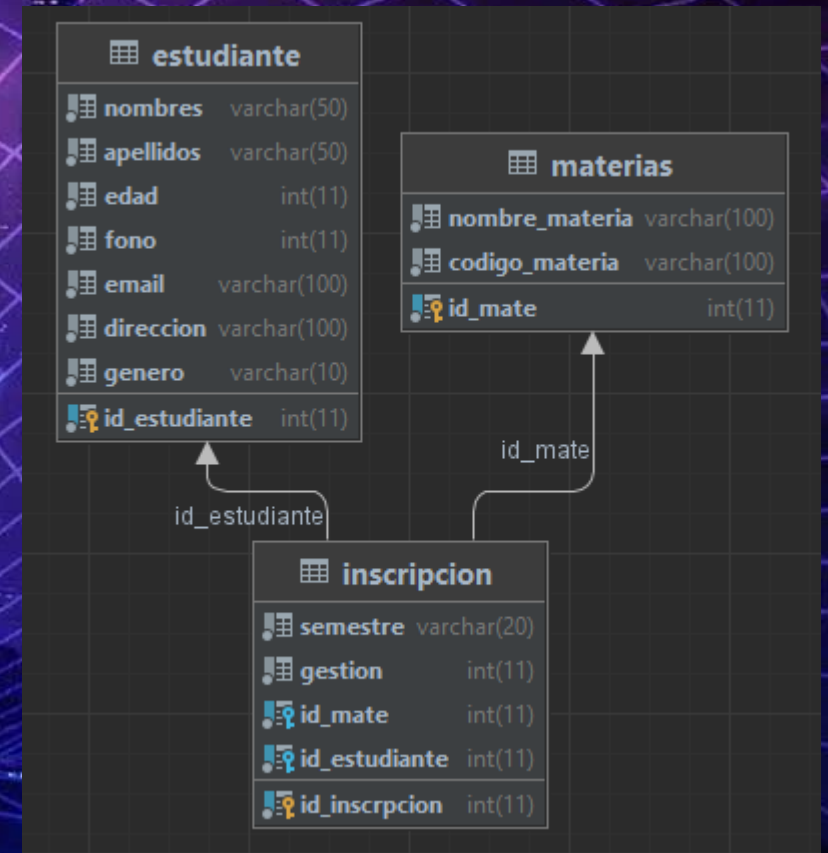 estudiante
nombres varchar(50)
apellidos varchar(50)
edad int(11)
fono int(11)
email varchar(100)
direccion varchar(100)
genero varchar(10)
id_estudiante int(11)
materias
nombre_materia varchar(100)
codigo_materia varchar(100)
id_mate int(11)
id_mate
id_estudiante
inscripcion
semestre varchar(20)
gestion int(11)
id_mate int(11)
id_estudiante int(11)
id_inscrpcion int(11)